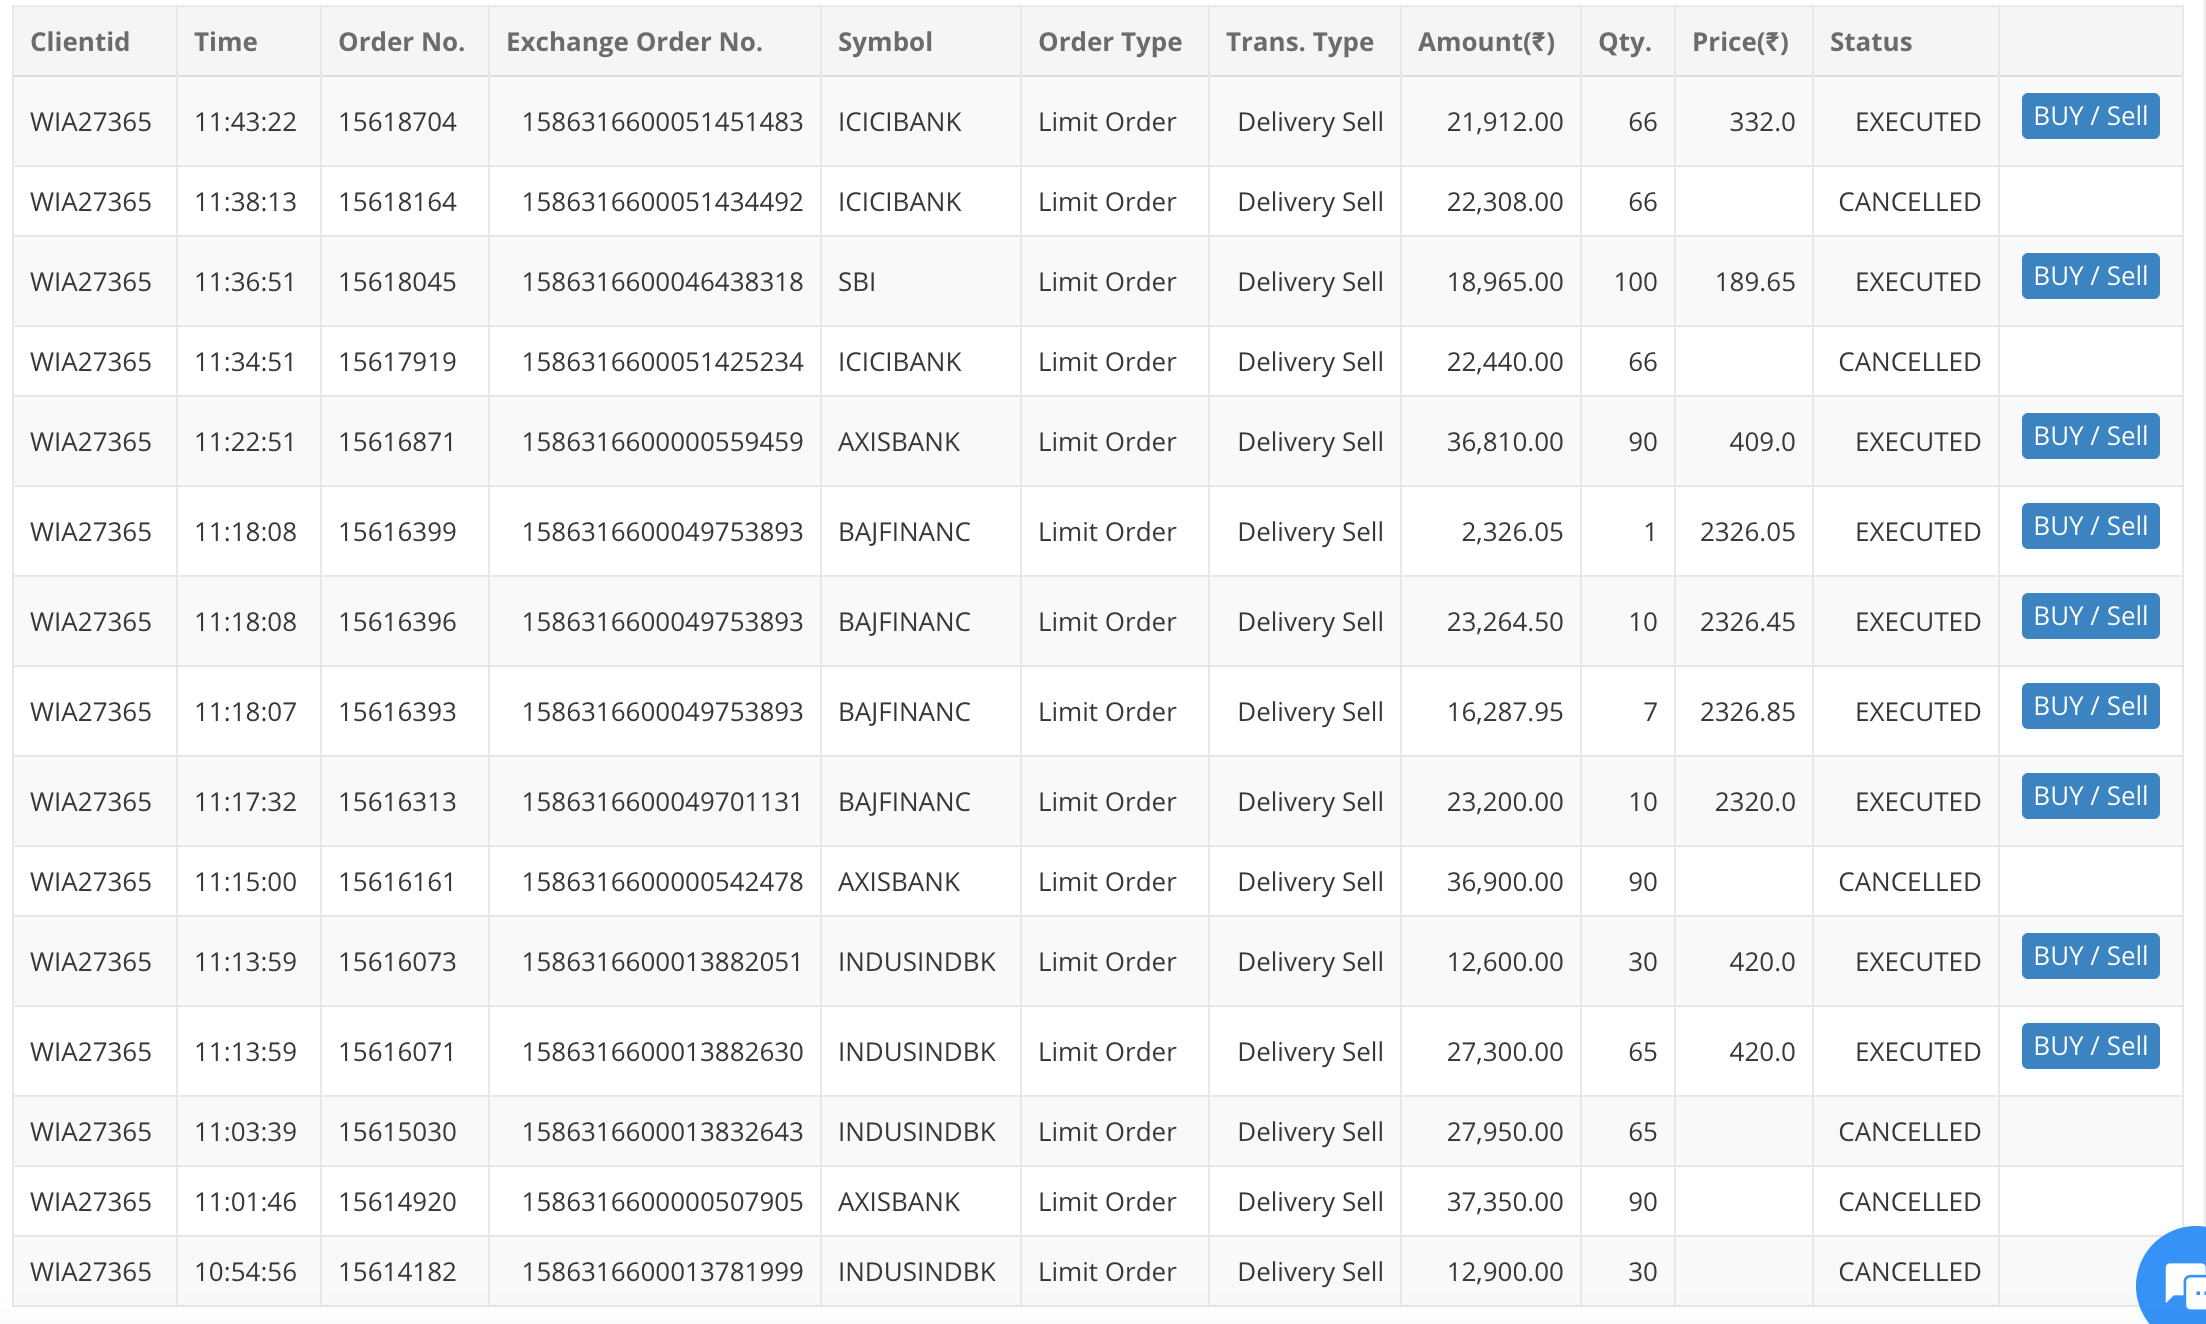 Clientid Time Order No. Exchange Order No. Symbol Order Type Trans. Type Amount(₹) Qty. Price(₹) Status
WIA27365 11:43:22 15618704 1586316600051451483 ICICIBANK Limit Order Delivery Sell 21,912.00 66 332.0 EXECUTED BUY / Sell
WIA27365 11:38:13 15618164 1586316600051434492 ICICIBANK Limit Order Delivery Sell 22,308.00 66 CANCELLED
WIA27365 11:36:51 15618045 1586316600046438318 SBI Limit Order Delivery Sell 18,965.00 100 189.65 EXECUTED BUY / Sell
WIA27365 11:34:51 15617919 1586316600051425234 ICICIBANK Limit Order Delivery Sell 22,440.00 66 CANCELLED
WIA27365 11:22:51 15616871 1586316600000559459 AXISBANK Limit Order Delivery Sell 36,810.00 90 409.0 EXECUTED BUY / Sell
WIA27365 11:18:08 15616399 1586316600049753893 BAJFINANC Limit Order Delivery Sell 2,326.05 1 2326.05 EXECUTED BUY / Sell
WIA27365 11:18:08 15616396 1586316600049753893 BAJFINANC Limit Order Delivery Sell 23,264.50 10 2326.45 EXECUTED BUY / Sell
WIA27365 11:18:07 15616393 1586316600049753893 BAJFINANC Limit Order Delivery Sell 16,287.95 7 2326.85 EXECUTED BUY / Sell
WIA27365 11:17:32 15616313 1586316600049701131 BAJFINANC Limit Order Delivery Sell 23,200.00 10 2320.0 EXECUTED BUY / Sell
WIA27365 11:15:00 15616161 1586316600000542478 AXISBANK Limit Order Delivery Sell 36,900.00 90 CANCELLED
WIA27365 11:13:59 15616073 1586316600013882051 INDUSINDBK Limit Order Delivery Sell 12,600.00 30 420.0 EXECUTED BUY / Sell
WIA27365 11:13:59 15616071 1586316600013882630 INDUSINDBK Limit Order Delivery Sell 27,300.00 65 420.0 EXECUTED BUY / Sell
WIA27365 11:03:39 15615030 1586316600013832643 INDUSINDBK Limit Order Delivery Sell 27,950.00 65 CANCELLED
WIA27365 11:01:46 15614920 1586316600000507905 AXISBANK Limit Order Delivery Sell 37,350.00 90 CANCELLED
WIA27365 10:54:56 15614182 1586316600013781999 INDUSINDBK Limit Order Delivery Sell 12,900.00 30 CANCELLED